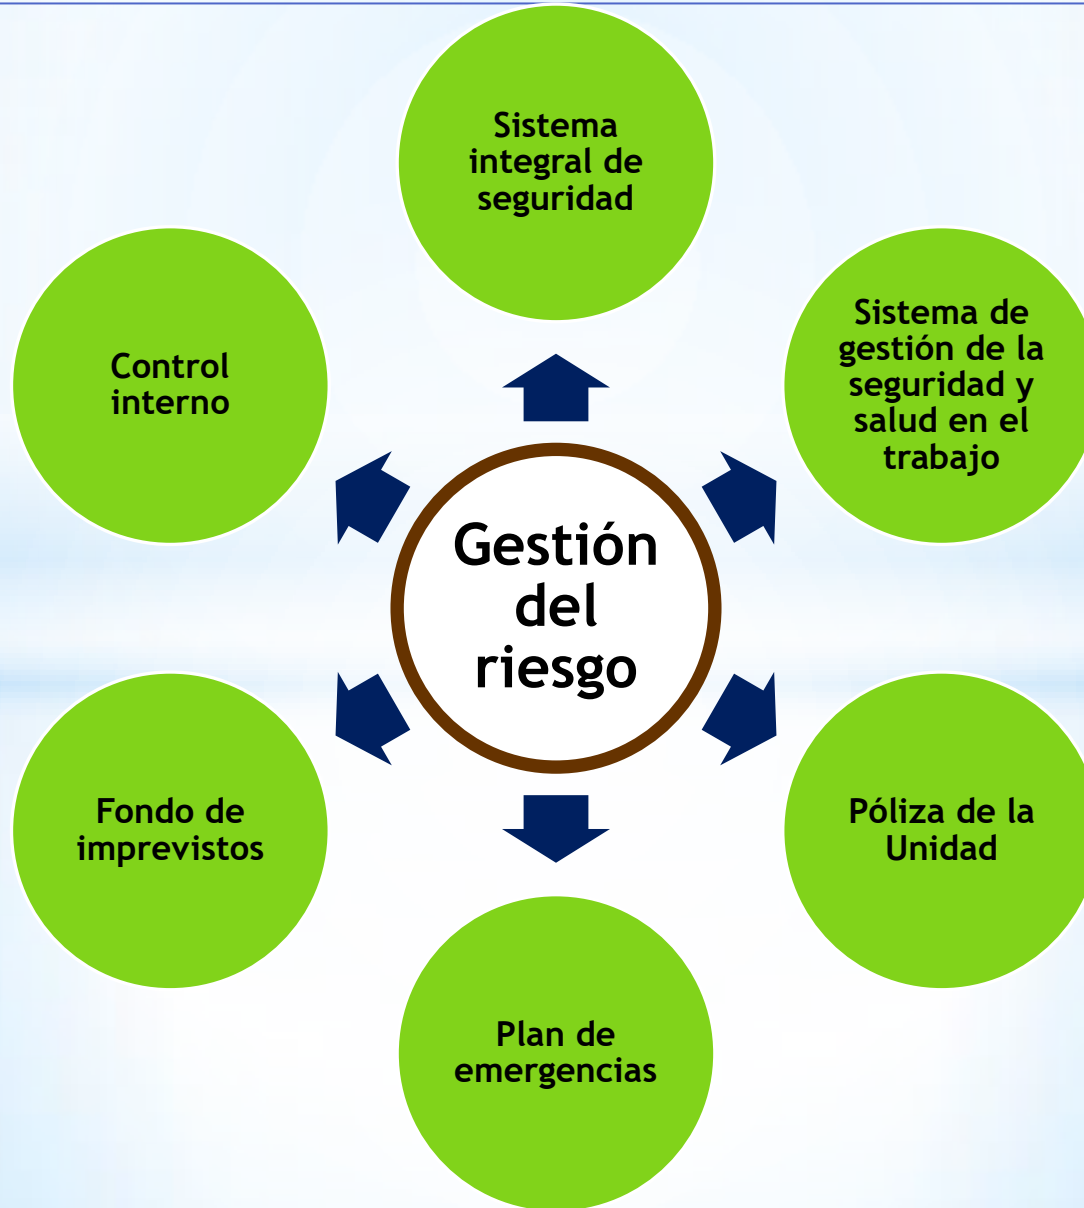 Sistema
integral de
seguridad
Sistema de
gestión de la
seguridad y
salud en el
trabajo
Control
interno
Gestión
del
riesgo
Fondo de
imprevistos
Póliza de la
Unidad
Plan de
emergencias